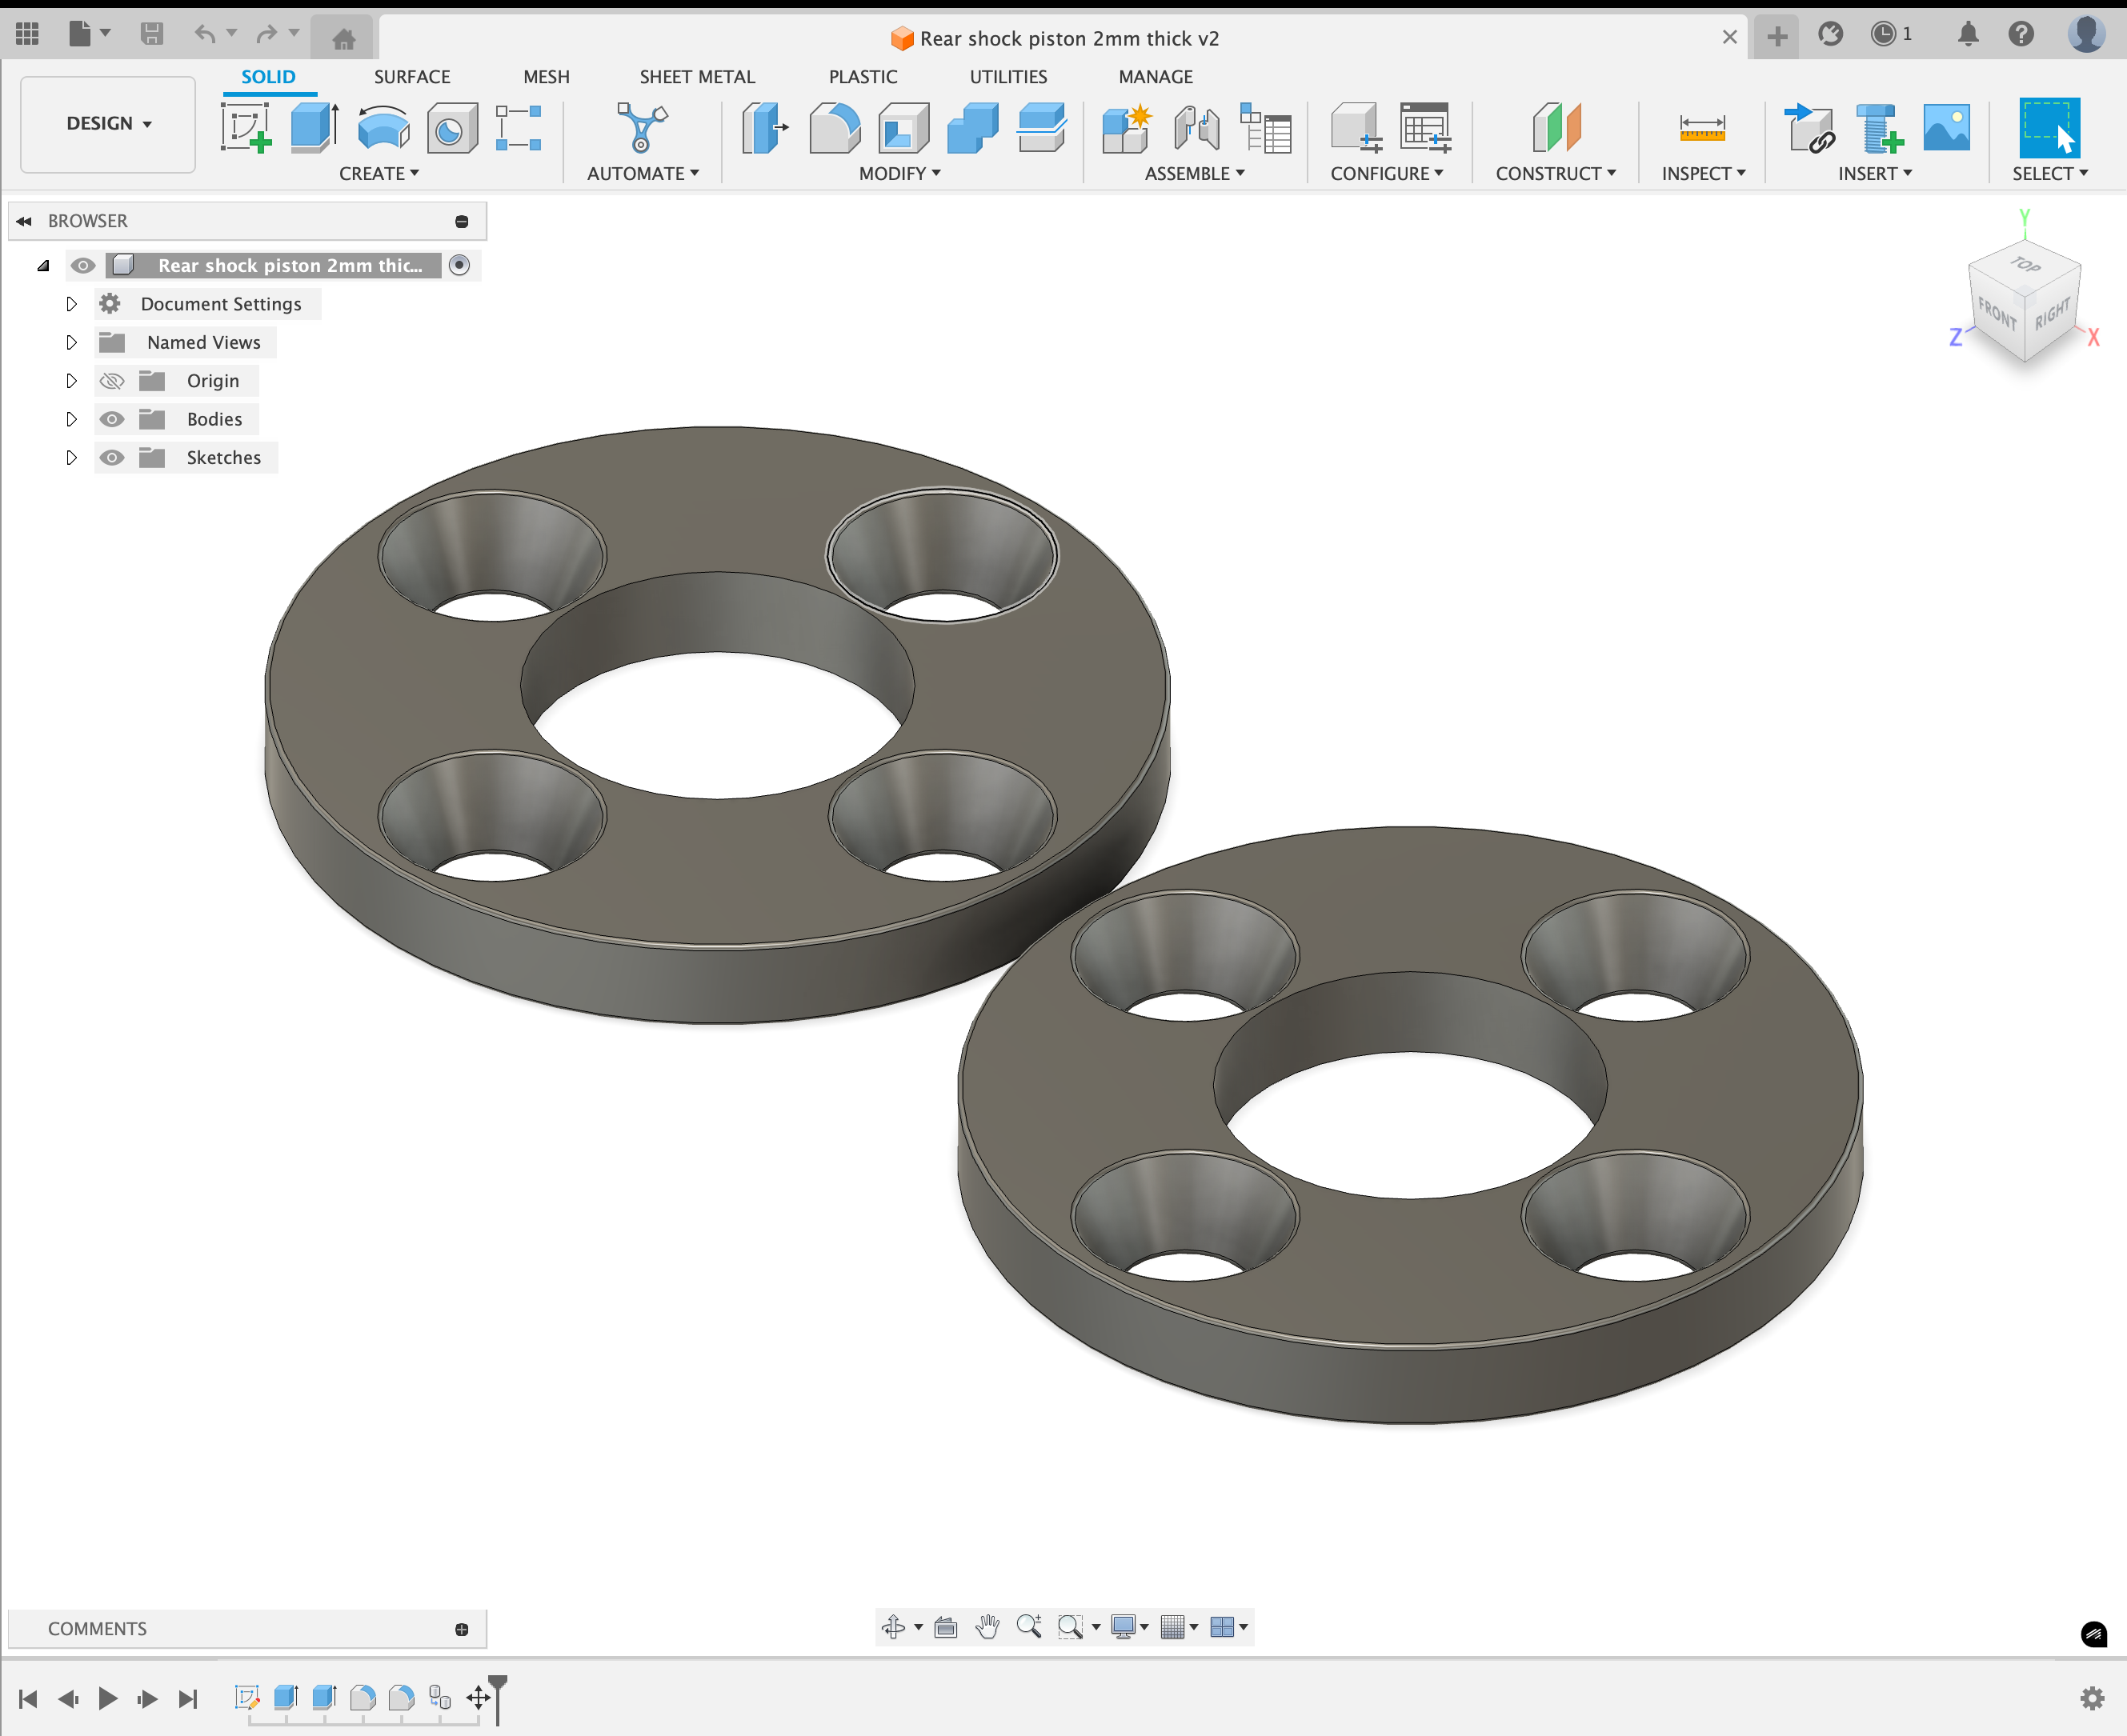 Rear shock piston 2mm thick v2
1
SOLID
SURFACE
MESH
SHEET METAL
PLASTIC
UTILITIES
MANAGE
DESIGN
CREATE
AUTOMATE
MODIFY
ASSEMBLE
CONFIGURE
CONSTRUCT
INSPECT
INSERT
SELECT
BROWSER
Rear shock piston 2mm thic...
Document Settings
Named Views
Origin
Bodies
Sketches
Y
TOP
FRONT
RIGHT
Z
X
COMMENTS